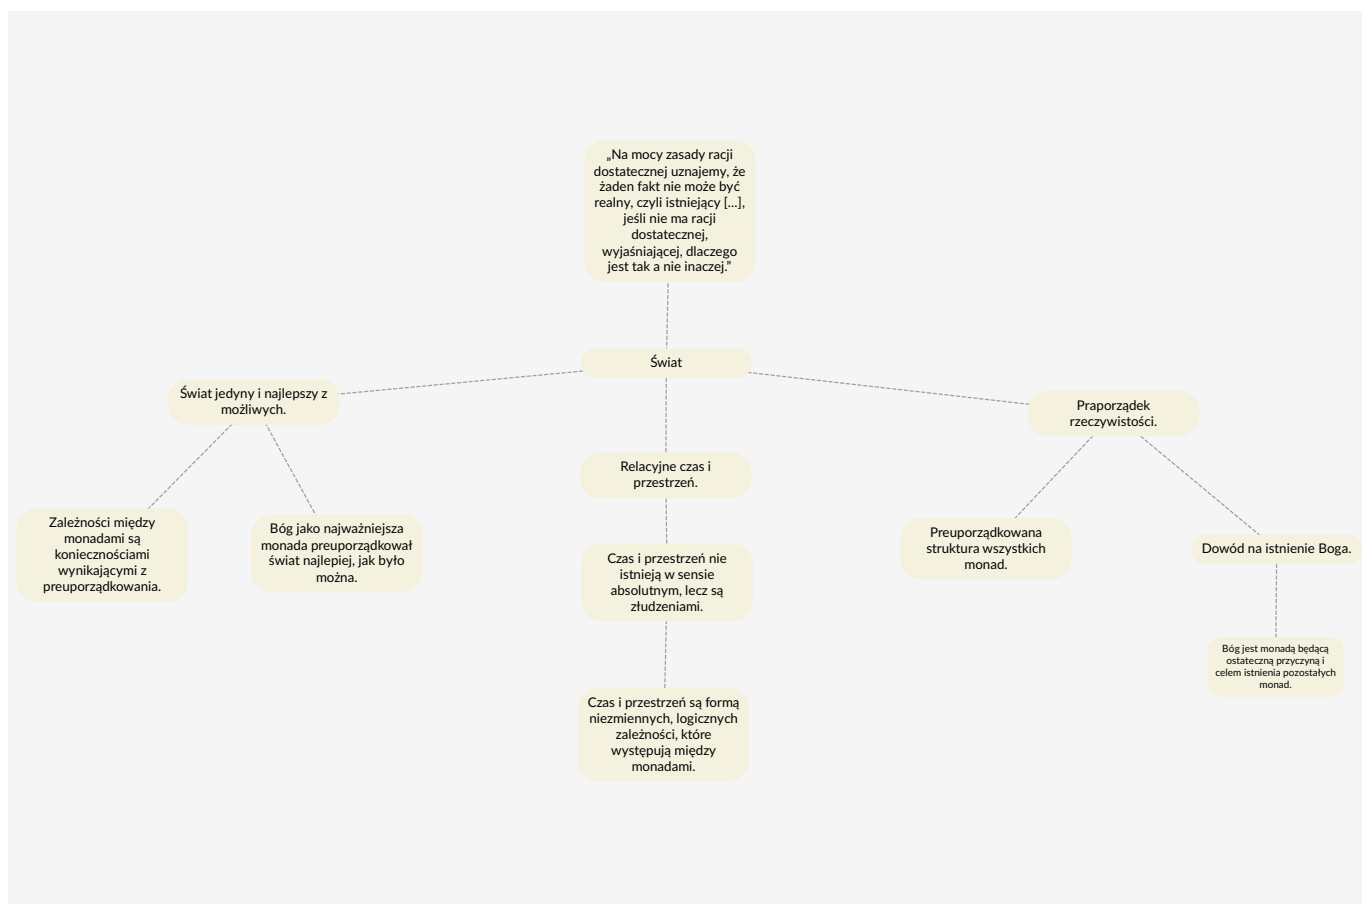 „Na mocy zasady racji
dostatecznej uznajemy, że
żaden fakt nie może być
realny, czyli istniejący [...],
jeśli nie ma racji
dostatecznej,
wyjaśniającej, dlaczego
jest tak a nie inaczej.”
Świat
Świat jedyny i najlepszy z
możliwych.
Zależności między
monadami są
koniecznościami
wynikającymi z
preuporządkowania.
Bóg jako najważniejsza
monada preuporządkował
świat najlepiej, jak było
można.
Relacyjne czas i
przestrzeń.
Czas i przestrzeń nie
istnieją w sensie
absolutnym, lecz są
złudzeniami.
Czas i przestrzeń są formą
niezmiennych, logicznych
zależności, które
występują między
monadami.
Praporządek
rzeczywistości.
Preuporządkowana
struktura wszystkich
monad.
Dowód na istnienie Boga.
Bóg jest monadą będącą
ostateczną przyczyną i
celem istnienia pozostałych
monad.